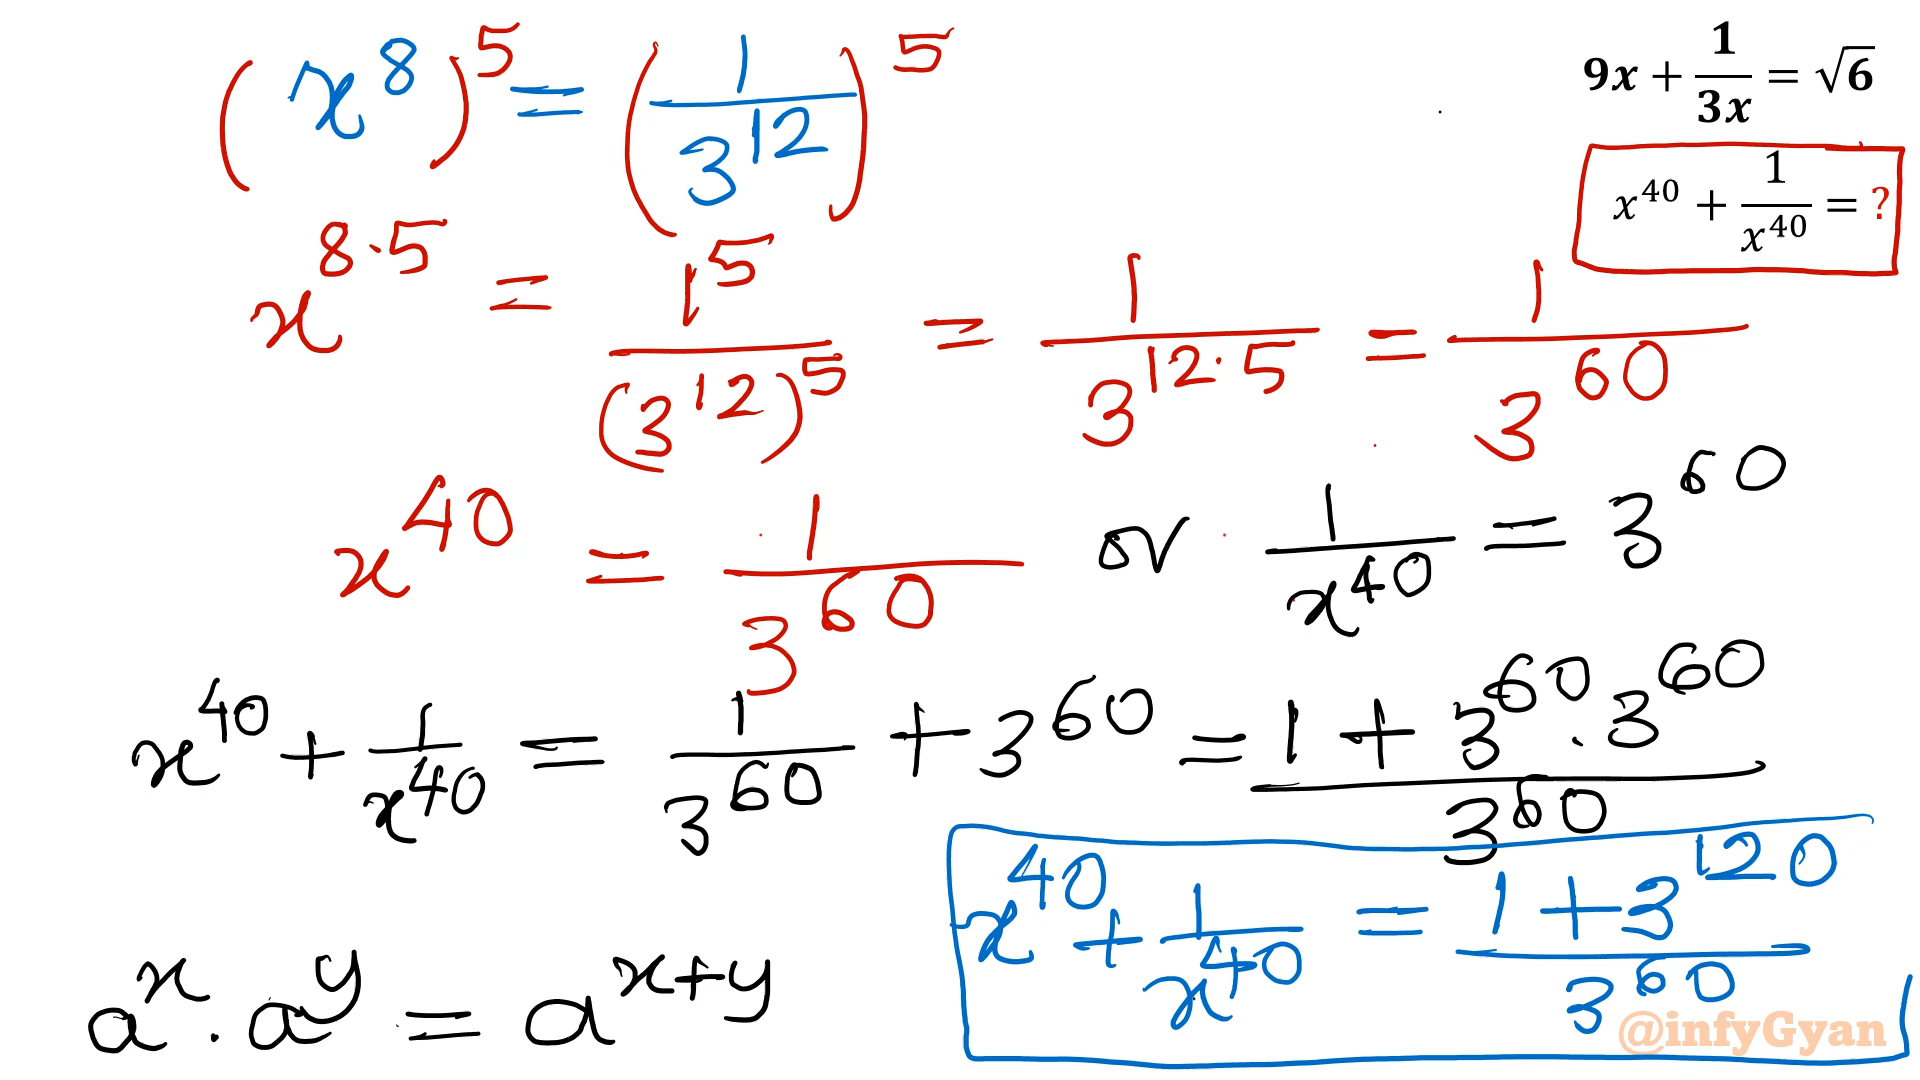 (x^8)^5 = (1/3^12)^5
9x + 1/3x = √6
x^40 + 1/x^40 = ?
x^8·5 = 1^5/(3^12)^5 = 1/3^12·5 = 1/3^60
x^40 = 1/3^60 or 1/x^40 = 3^60
x^40 + 1/x^40 = 1/3^60 + 3^60 = 1 + 3^60 · 3^60/3^60
x^40 + 1/x^40 = 1 + 3^120/3^60
a^x · a^y = a^x+y
@infyGyan